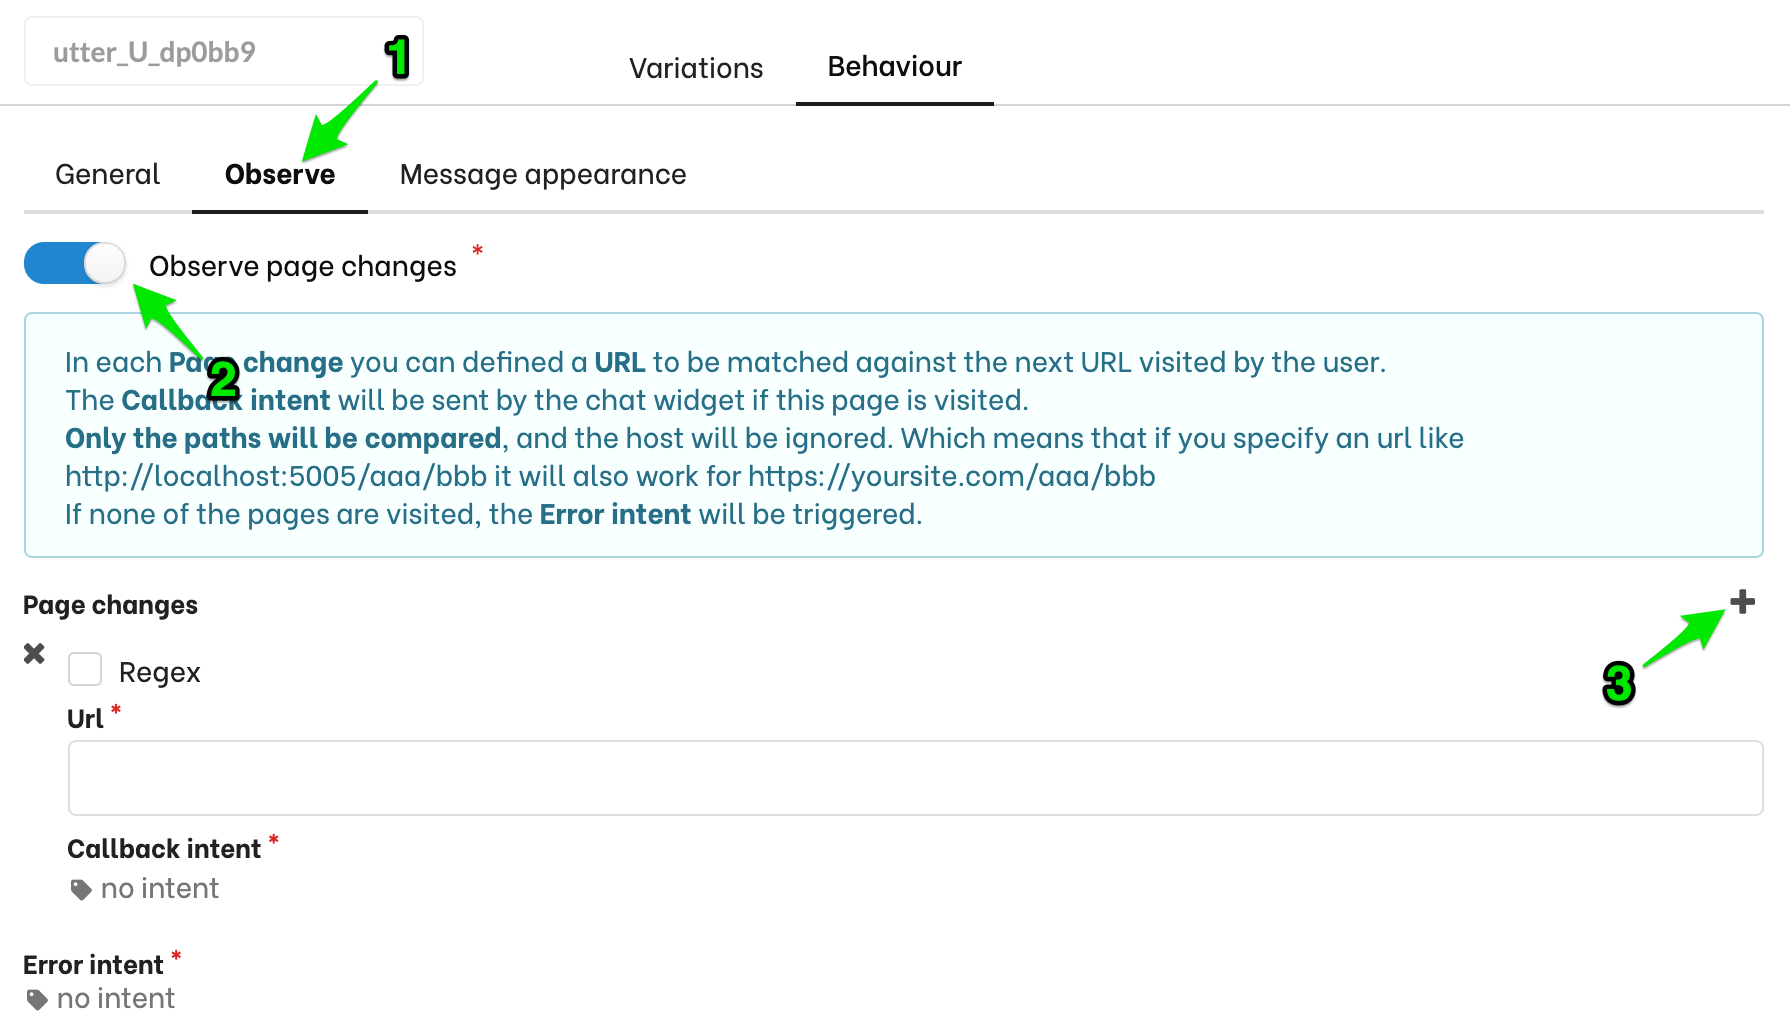 utter_U_dp0bb9
1
Variations
Behaviour
General
Observe
Message appearance
Observe page changes *
In each Page change you can defined a URL to be matched against the next URL visited by the user.
2
The Callback intent will be sent by the chat widget if this page is visited.
Only the paths will be compared, and the host will be ignored. Which means that if you specify an url like
http://localhost:5005/aaa/bbb it will also work for https://yoursite.com/aaa/bbb
If none of the pages are visited, the Error intent will be triggered.
Page changes
3
Regex
Url *
Callback intent *
no intent
Error intent *
no intent